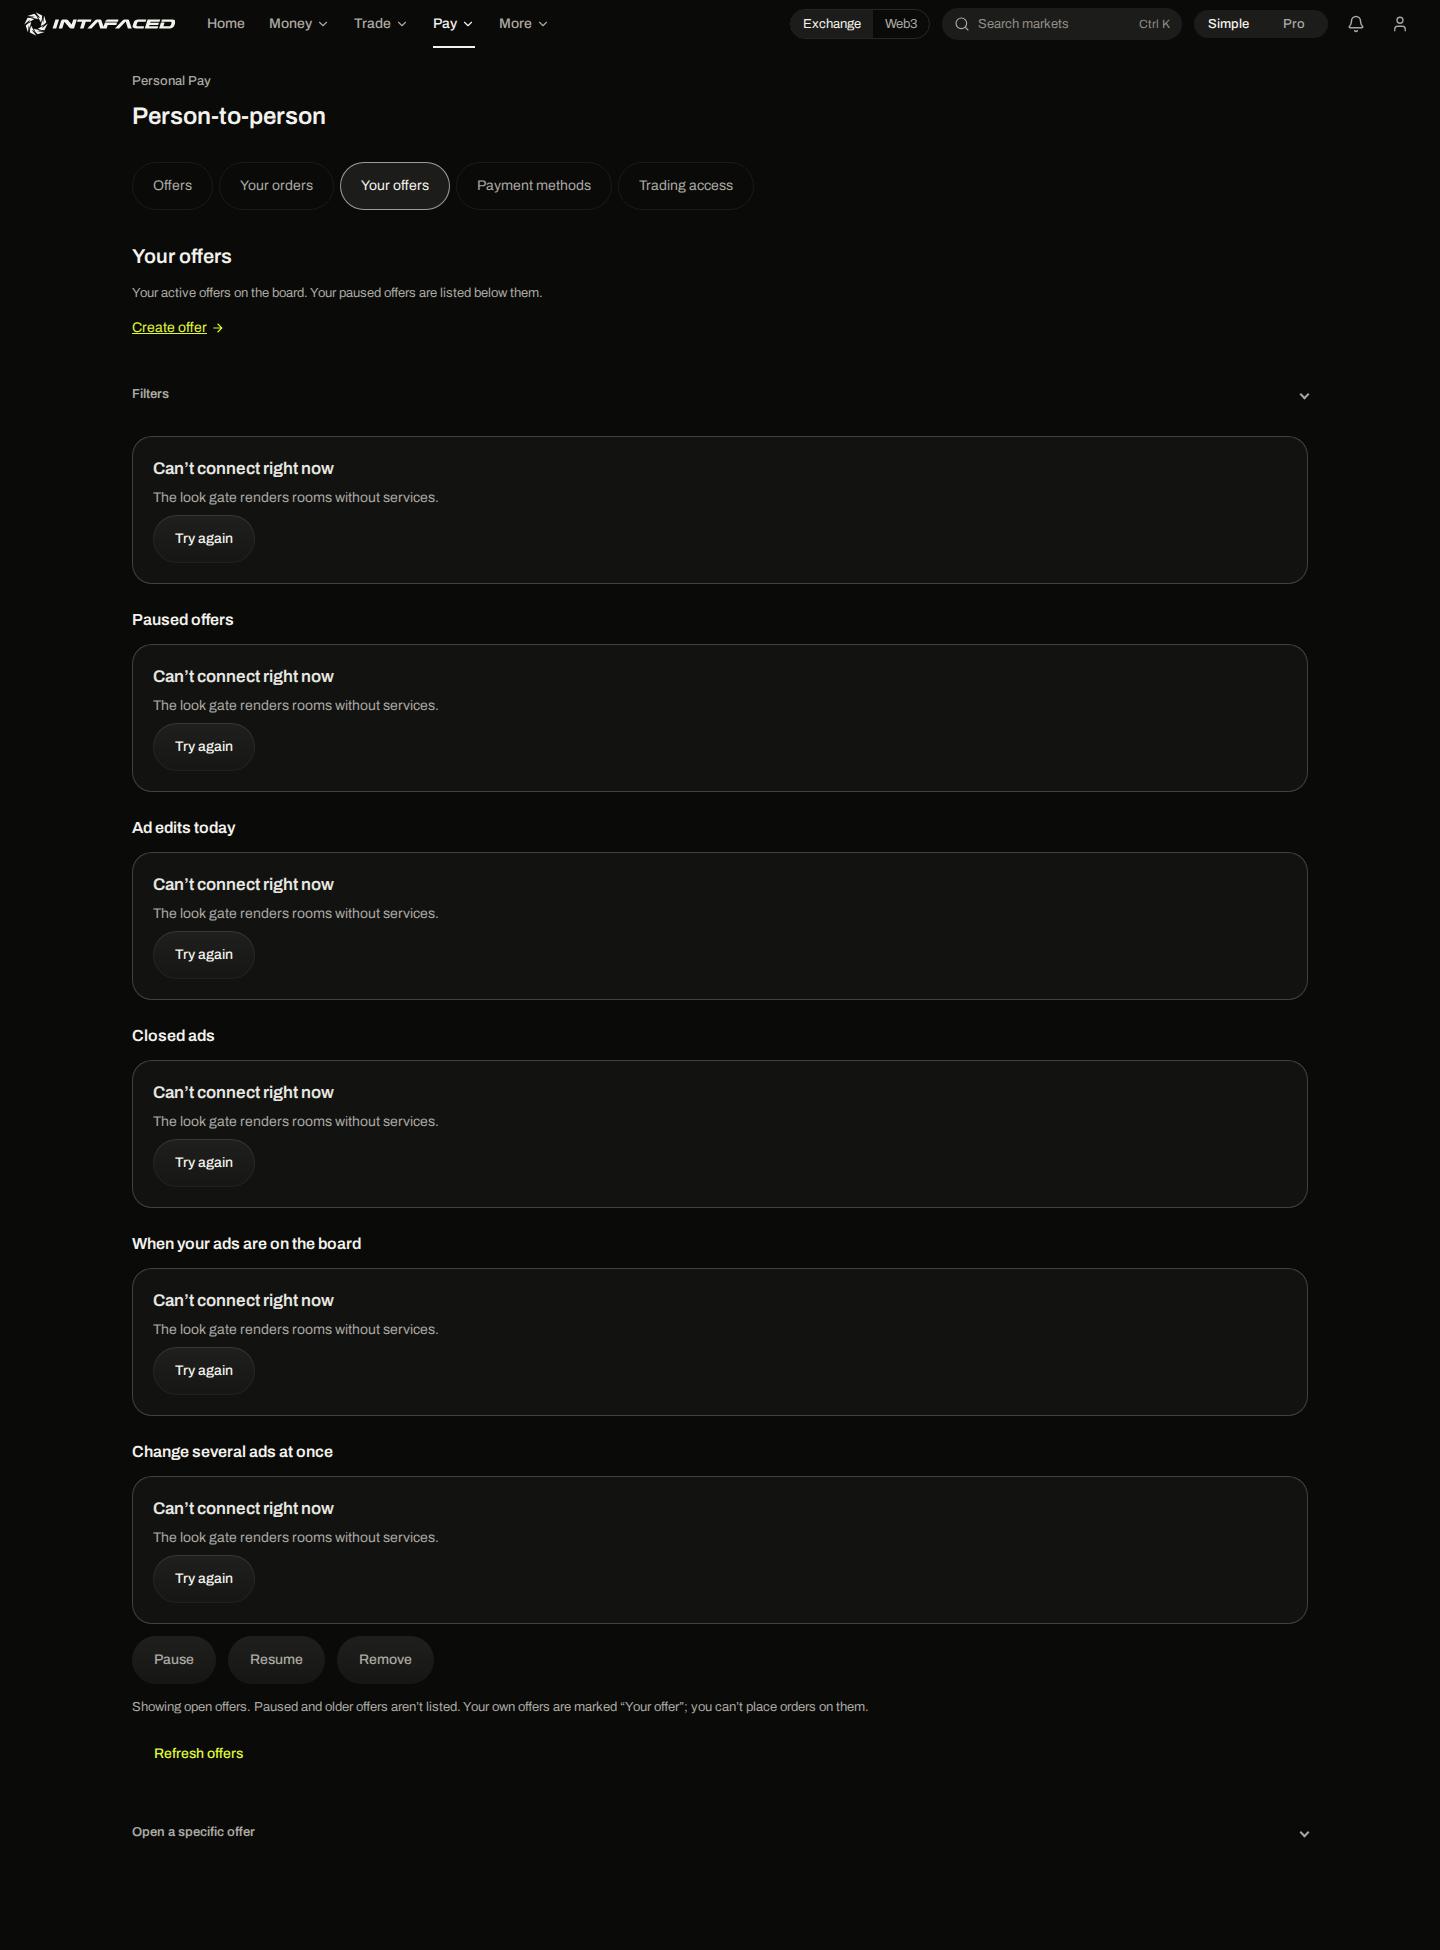 INTAFACED Home Money Trade Pay More Exchange Web3 Search markets Ctrl K Simple Pro
Personal Pay
Person-to-person
Offers Your orders Your offers Payment methods Trading access
Your offers
Your active offers on the board. Your paused offers are listed below them.
Create offer →
Filters
Can’t connect right now
The look gate renders rooms without services.
Try again
Paused offers
Can’t connect right now
The look gate renders rooms without services.
Try again
Ad edits today
Can’t connect right now
The look gate renders rooms without services.
Try again
Closed ads
Can’t connect right now
The look gate renders rooms without services.
Try again
When your ads are on the board
Can’t connect right now
The look gate renders rooms without services.
Try again
Change several ads at once
Can’t connect right now
The look gate renders rooms without services.
Try again
Pause Resume Remove
Showing open offers. Paused and older offers aren’t listed. Your own offers are marked “Your offer”; you can’t place orders on them.
Refresh offers
Open a specific offer